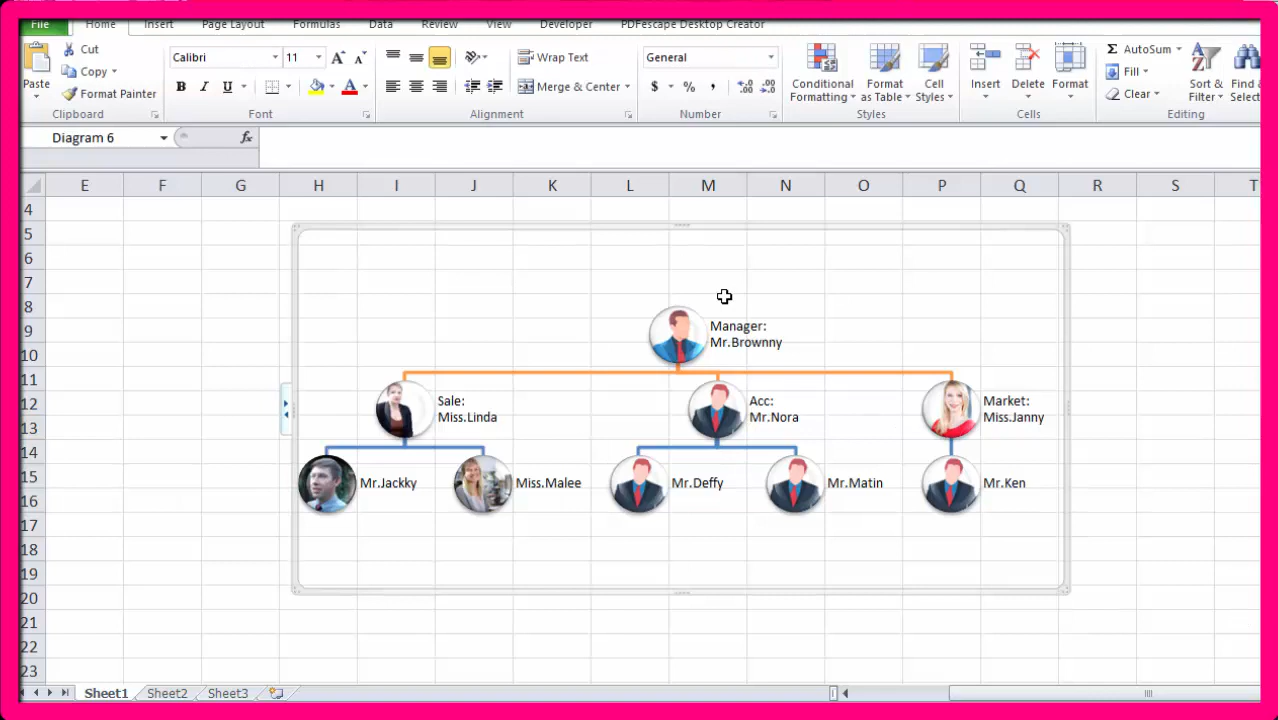 File Home Insert Page Layout Formulas Data Review View Developer PDFescape Desktop Creator
Cut
Copy
Format Painter
Paste
Clipboard
Calibri 11
A A
B I U A
Font
Wrap Text
Merge & Center
Alignment
General
$ % , .0 .00 .00 .0
Number
Conditional
Formatting
Format
as Table
Cell
Styles
Styles
Insert Delete Format
Cells
Σ AutoSum
Fill
Clear
Sort &
Filter
Find &
Selec
Editing
Diagram 6
fx
E F G H I J K L M N O P Q R S T
4
5
6
7
8
9
10
11
12
13
14
15
16
17
18
19
20
21
22
23
Manager:
Mr.Brownny
Sale:
Miss.Linda
Acc:
Mr.Nora
Market:
Miss.Janny
Mr.Jackky
Miss.Malee
Mr.Deffy
Mr.Matin
Mr.Ken
Sheet1 Sheet2 Sheet3